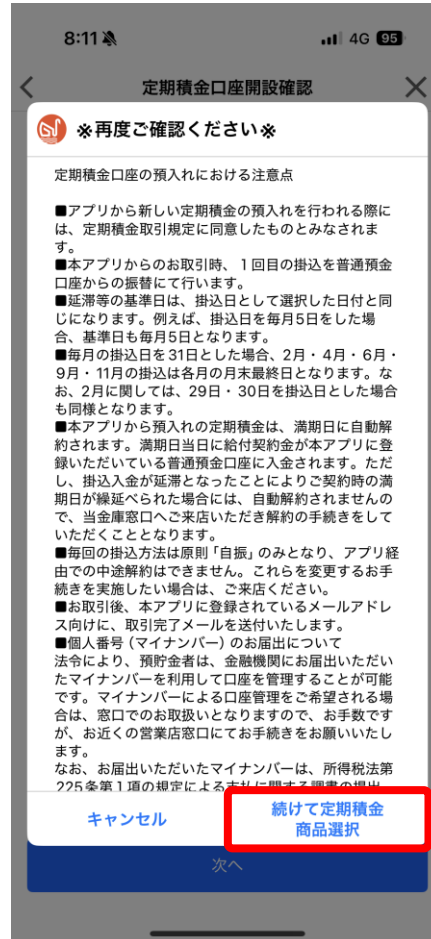 8:11 4G 95
定期積金口座開設確認
※再度ご確認ください※
定期積金口座の預入れにおける注意点
■アプリから新しい定期積金の預入れを行われる際に
は、定期積金取引規定に同意したものとみなされま
す。
■本アプリからのお取引時、1回目の掛込を普通預金
口座からの振替にて行います。
■延滞等の基準日は、掛込日として選択した日付と同
じになります。例えば、掛込日を毎月5日をした場
合、基準日も毎月5日となります。
■毎月の掛込日を31日とした場合、2月・4月・6月・
9月・11月の掛込は各月の月末最終日となります。な
お、2月に関しては、29日・30日を掛込日とした場合
も同様となります。
■本アプリから預入れの定期積金は、満期日に自動解
約されます。満期日当日に給付契約金が本アプリに登
録いただいている普通預金口座に入金されます。ただ
し、掛込入金が延滞となったことによりご契約時の満
期日が繰延べられた場合には、自動解約されませんの
で、当金庫窓口へご来店いただき解約の手続きをして
いただくこととなります。
■毎回の掛込方法は原則「自振」のみとなり、アプリ経
由での中途解約はできません。これらを変更するお手
続きを実施したい場合は、ご来店ください。
■お取引後、本アプリに登録されているメールアドレ
ス向けに、取引完了メールを送付いたします。
■個人番号(マイナンバー)のお届出について
法令により、預貯金者は、金融機関にお届出いただい
たマイナンバーを利用して口座を管理することが可能
です。マイナンバーによる口座管理をご希望される場
合は、窓口でのお取扱いとなりますので、お手数です
が、お近くの営業店窓口にてお手続きをお願いいたし
ます。
なお、お届出いただいたマイナンバーは、所得税法第
225条第1項の規定による支払に関する調書の提出
キャンセル
続けて定期積金
商品選択
次へ